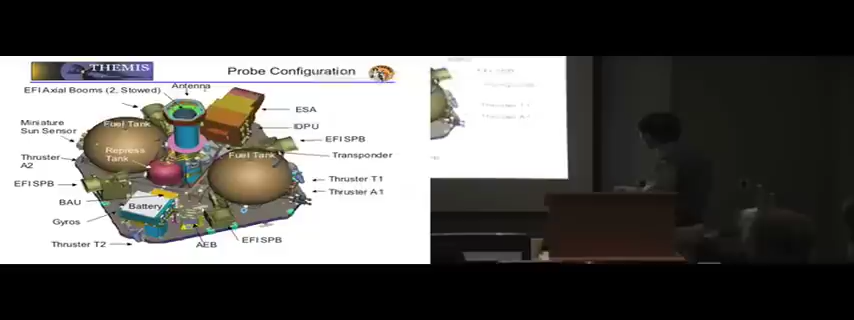 THEMIS
Probe Configuration
Antenna
EFI Axial Booms (2, Stowed)
ESA
Miniature
Sun Sensor
Fuel Tank
IDPU
EFI SPB
Repress
Tank
Fuel Tank
Transponder
Thruster
A2
EFI SPB
Thruster T1
Thruster A1
BAU
Battery
Gyros
Thruster T2
AEB
EFI SPB